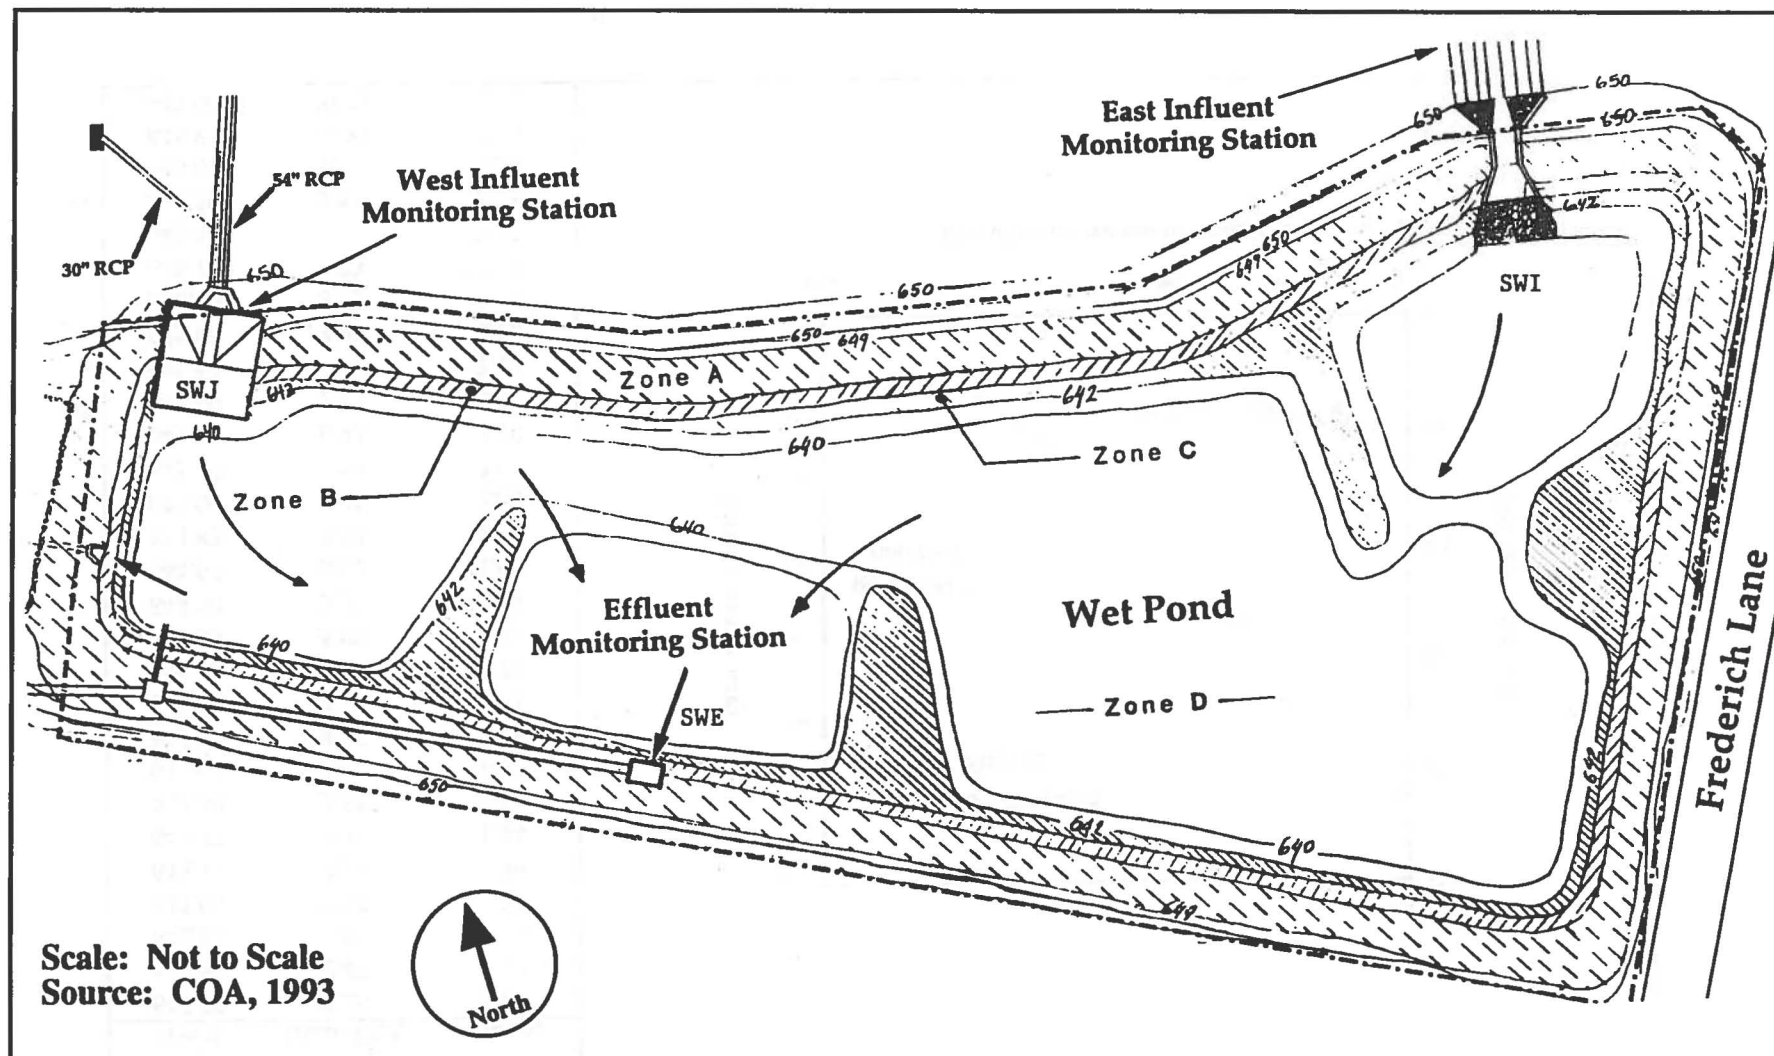 650
650
650
650
East Influent
Monitoring Station
54" RCP
West Influent
Monitoring Station
30" RCP
650
642
650
649
SWI
650
650
649
Zone A
SWJ
642
642
640
640
Zone C
Zone B
640
642
Effluent
Monitoring Station
Wet Pond
640
SWE
Zone D
Frederich Lane
642
650
642
640
649
Scale: Not to Scale
Source: COA, 1993
North